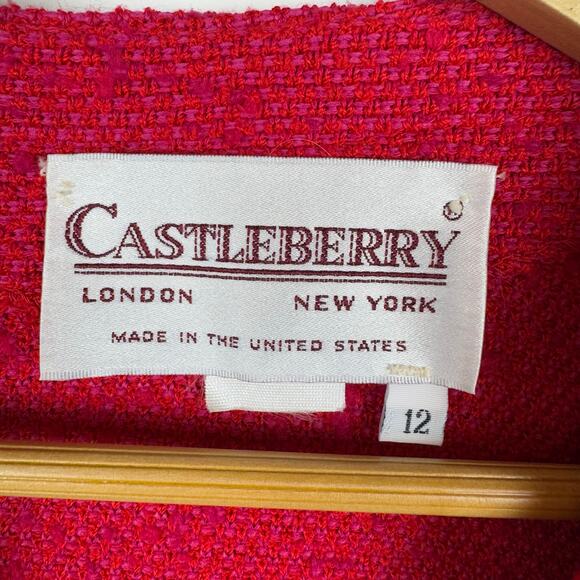 CASTLEBERRY ©
LONDON NEW YORK
MADE IN THE UNITED STATES
12